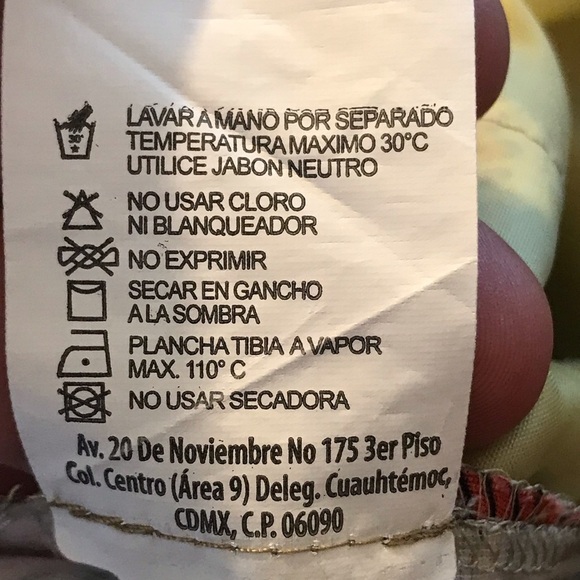 LAVAR A MANO POR SEPARADO
TEMPERATURA MAXIMO 30°C
UTILICE JABON NEUTRO
NO USAR CLORO
NI BLANQUEADOR
NO EXPRIMIR
SECAR EN GANCHO
A LA SOMBRA
PLANCHA TIBIA A VAPOR
MAX. 110° C
NO USAR SECADORA
Av. 20 De Noviembre No 175 3er Piso
Col. Centro (Área 9) Deleg. Cuauhtémoc,
CDMX, C.P. 06090